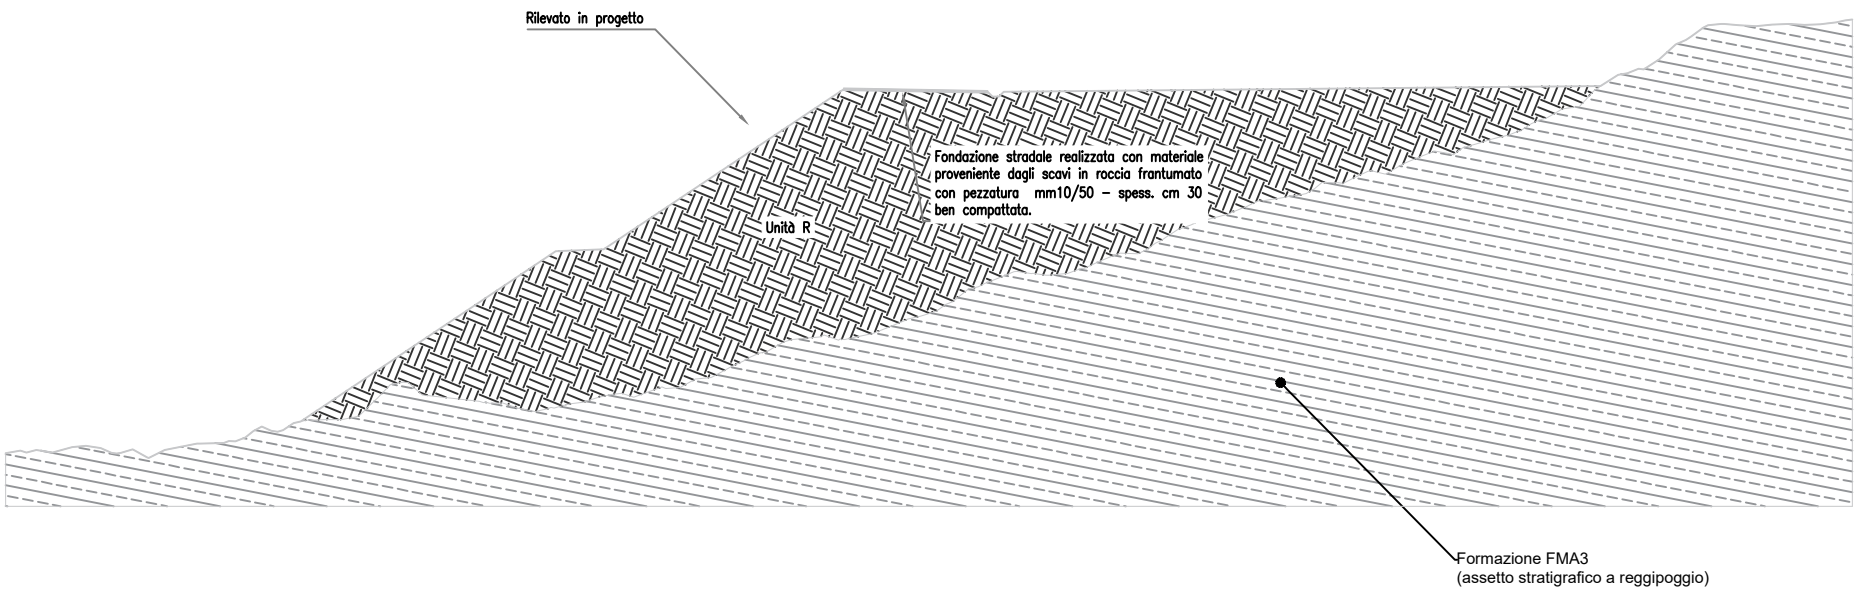 Rilevato in progetto
Fondazione stradale realizzata con materiale
proveniente dagli scavi in roccia frantumato
con pezzatura mm10/50 - spess. cm 30
ben compattata.
Unità R
Formazione FMA3
(assetto stratigrafico a reggipoggio)